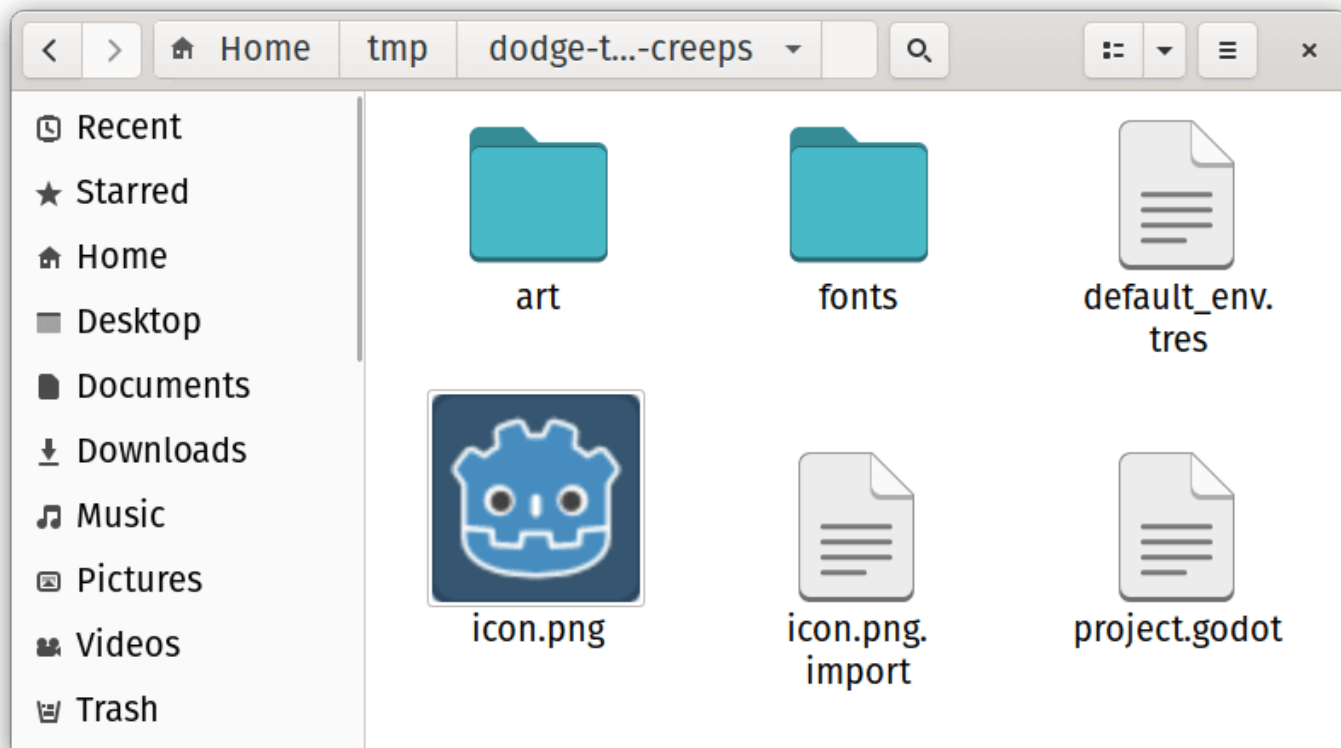 Home tmp dodge-t...-creeps
Recent
Starred
Home
Desktop
Documents
Downloads
Music
Pictures
Videos
Trash
art fonts default_env.
tres
icon.png icon.png. project.godot
import